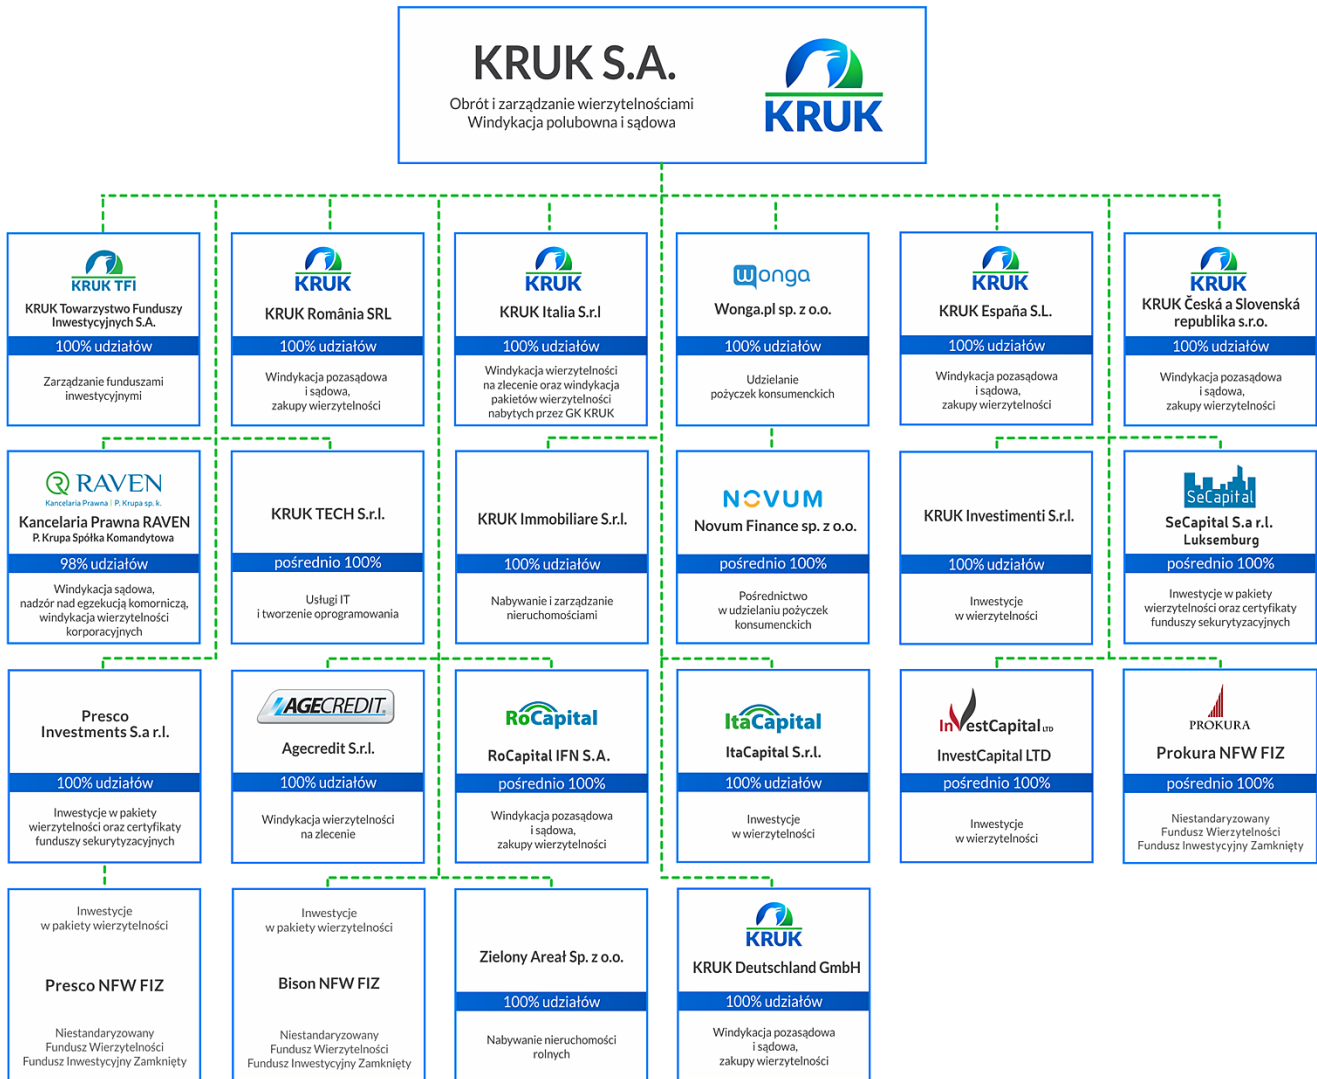 KRUK S.A.
Obrót i zarządzanie wierzytelnościami
Windykacja polubowna i sądowa
KRUK
KRUK TFI
KRUK Towarzystwo Funduszy
Inwestycyjnych S.A.
100% udziałów
Zarządzanie funduszami
inwestycyjnymi
KRUK
KRUK România SRL
100% udziałów
Windykacja pozasądowa
i sądowa,
zakupy wierzytelności
KRUK
KRUK Italia S.r.l
100% udziałów
Windykacja wierzytelności
na zlecenie oraz windykacja
pakietów wierzytelności
nabytych przez GK KRUK
wonga
Wonga.pl sp. z o.o.
100% udziałów
Udzielanie
pożyczek konsumenckich
KRUK
KRUK España S.L.
100% udziałów
Windykacja pozasądowa
i sądowa,
zakupy wierzytelności
KRUK
KRUK Česká a Slovenská
republika s.r.o.
100% udziałów
Windykacja pozasądowa
i sądowa,
zakupy wierzytelności
RAVEN
Kancelaria Prawna | P. Krupa sp. k.
Kancelaria Prawna RAVEN
P. Krupa Spółka Komandytowa
98% udziałów
Windykacja sądowa,
nadzór nad egzekucją komorniczą,
windykacja wierzytelności
korporacyjnych
KRUK TECH S.r.l.
pośrednio 100%
Usługi IT
i tworzenie oprogramowania
KRUK Immobiliare S.r.l.
100% udziałów
Nabywanie i zarządzanie
nieruchomościami
NOVUM
Novum Finance sp. z o.o.
pośrednio 100%
Pośrednictwo
w udzielaniu pożyczek
konsumenckich
KRUK Investimenti S.r.l.
100% udziałów
Inwestycje
w wierzytelności
SeCapital
SeCapital S.a r.l.
Luksemburg
pośrednio 100%
Inwestycje w pakiety
wierzytelności oraz certyfikaty
funduszy sekurytyzacyjnych
Presco
Investments S.a r.l.
100% udziałów
Inwestycje w pakiety
wierzytelności oraz certyfikaty
funduszy sekurytyzacyjnych
AGECREDIT
Agecredit S.r.l.
100% udziałów
Windykacja wierzytelności
na zlecenie
RoCapital
RoCapital IFN S.A.
pośrednio 100%
Windykacja pozasądowa
i sądowa,
zakupy wierzytelności
ItaCapital
ItaCapital S.r.l.
100% udziałów
Inwestycje
w wierzytelności
InvestCapital LTD
InvestCapital LTD
pośrednio 100%
Inwestycje
w wierzytelności
PROKURA
Prokura NFW FIZ
pośrednio 100%
Niestandaryzowany
Fundusz Wierzytelności
Fundusz Inwestycyjny Zamknięty
Inwestycje
w pakiety wierzytelności
Presco NFW FIZ
Niestandaryzowany
Fundusz Wierzytelności
Fundusz Inwestycyjny Zamknięty
Inwestycje
w pakiety wierzytelności
Bison NFW FIZ
Niestandaryzowany
Fundusz Wierzytelności
Fundusz Inwestycyjny Zamknięty
Zielony Areał Sp. z o.o.
100% udziałów
Nabywanie nieruchomości
rolnych
KRUK
KRUK Deutschland GmbH
100% udziałów
Windykacja pozasądowa
i sądowa,
zakupy wierzytelności